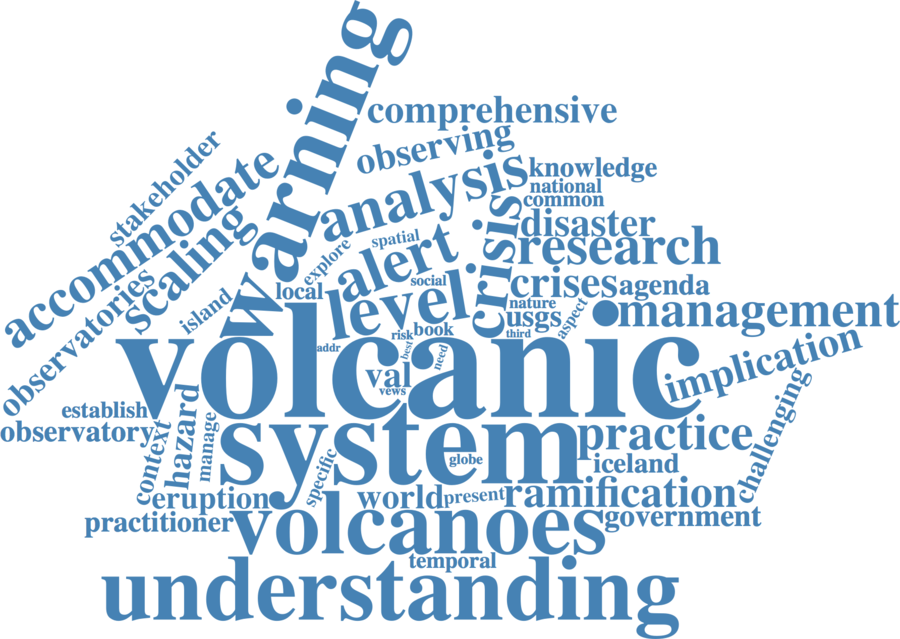 warning
comprehensive
observing
stakeholder
accommodate
analysis
knowledge
national
common
scaling
spatial
explore
alert
crisis
disaster
research
observatories
island
local
social
level
crises
agenda
nature
usgs
aspect
management
risk
book
third
addr
best
need
volcanic
val
vews
implication
establish
observatory
context
hazard
manage
system
practice
challenging
globe
specific
iceland
eruption
world
present
ramification
practitioner
volcanoes
government
temporal
understanding